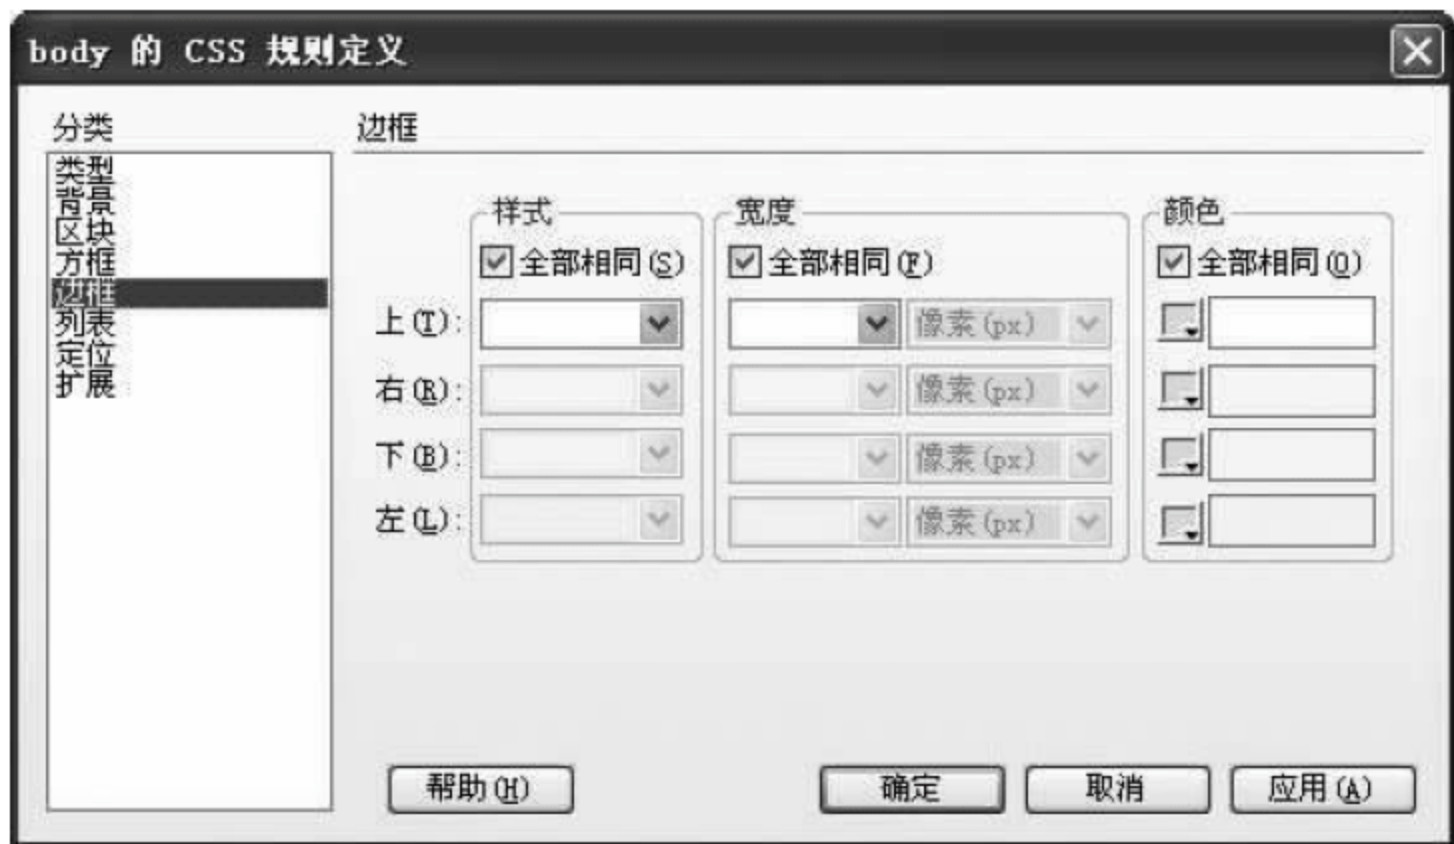 body 的 CSS 规则定义
分类
类型
背景
区块
方框
边框
列表
定位
扩展
边框
样式 宽度 颜色
全部相同(S) 全部相同(F) 全部相同(O)
上(T): 像素(px)
右(R): 像素(px)
下(B): 像素(px)
左(L): 像素(px)
帮助(H) 确定 取消 应用(A)